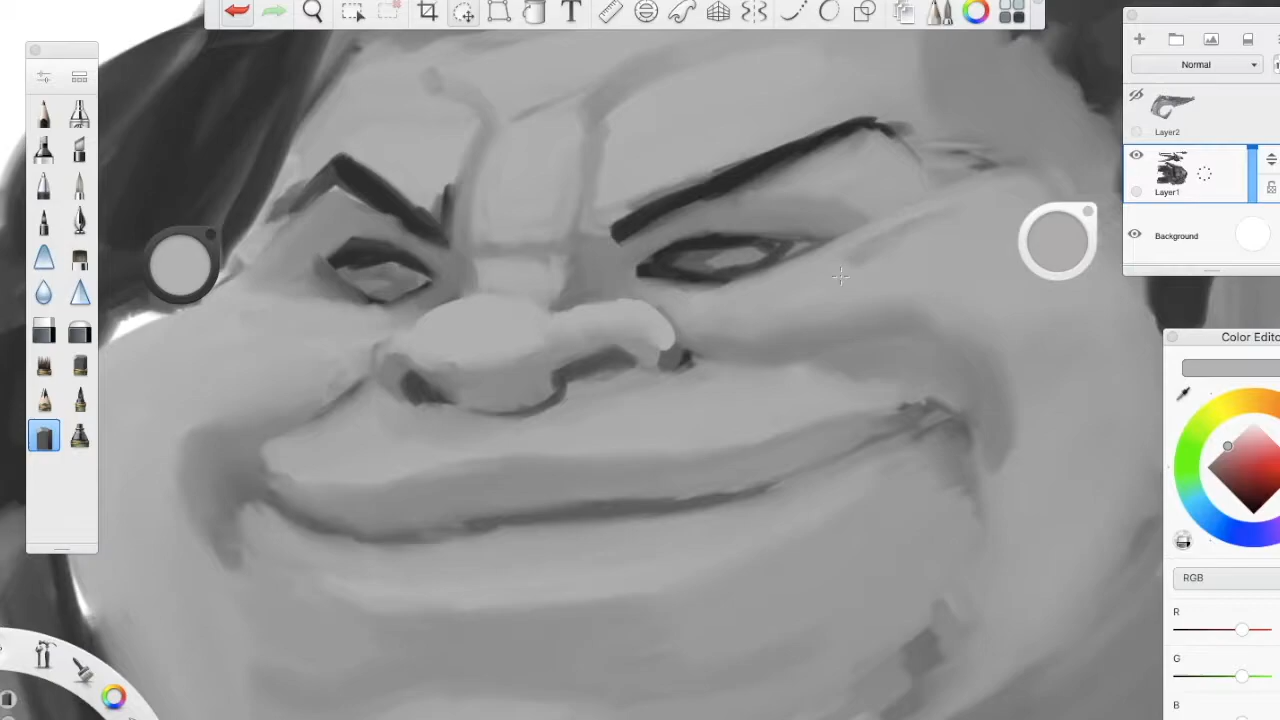 Normal
Layer2
Layer1
Background
Color Edito
RGB
R
G
B